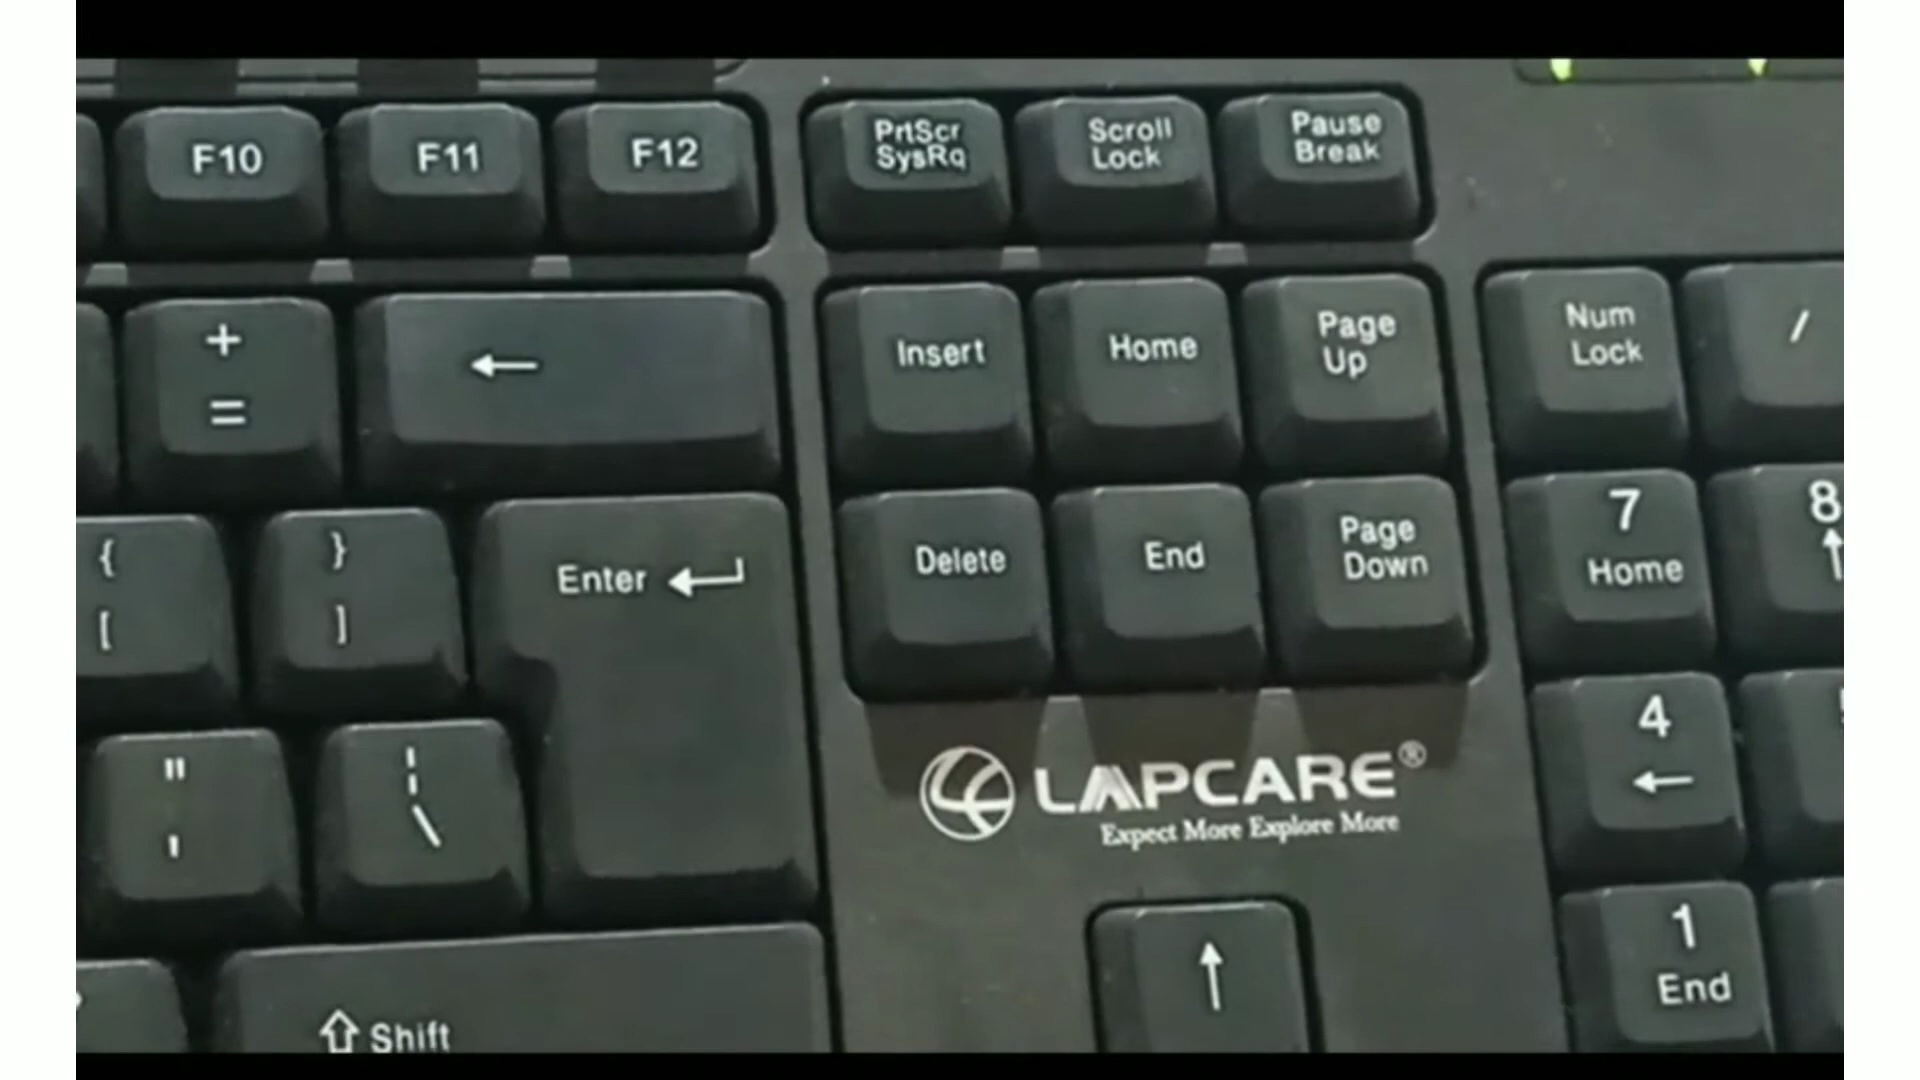 F10 F11 F12 PrtScr Scroll Pause
SysRq Lock Break
+ ← Insert Home Page Num /
= Up Lock
{ } Enter Delete End Page 7 8
[ ] Down Home ↑
" ¦ 4
' \ ←
LAPCARE®
Expect More Explore More
↑ 1
⇧ Shift End